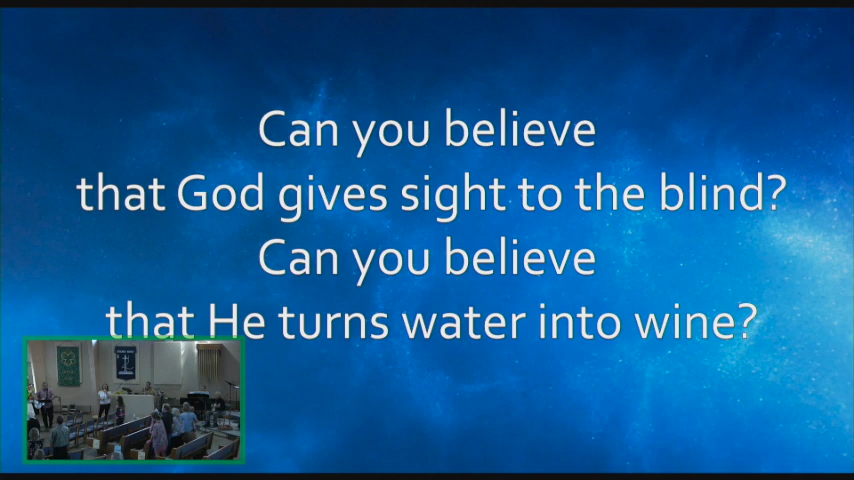 Can you believe
that God gives sight to the blind?
Can you believe
that He turns water into wine?